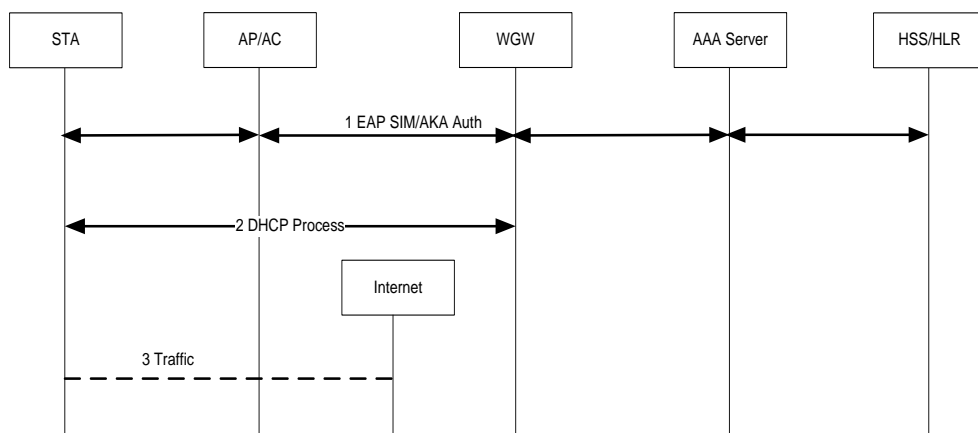 STA
AP/AC
WGW
AAA Server
HSS/HLR
1 EAP SIM/AKA Auth
2 DHCP Process
Internet
3 Traffic